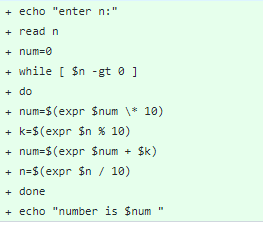 + echo "enter n:"
+ read n
+ num=0
+ while [ $n -gt 0 ]
+ do
+ num=$(expr $num \* 10)
+ k=$(expr $n % 10)
+ num=$(expr $num + $k)
+ n=$(expr $n / 10)
+ done
+ echo "number is $num "